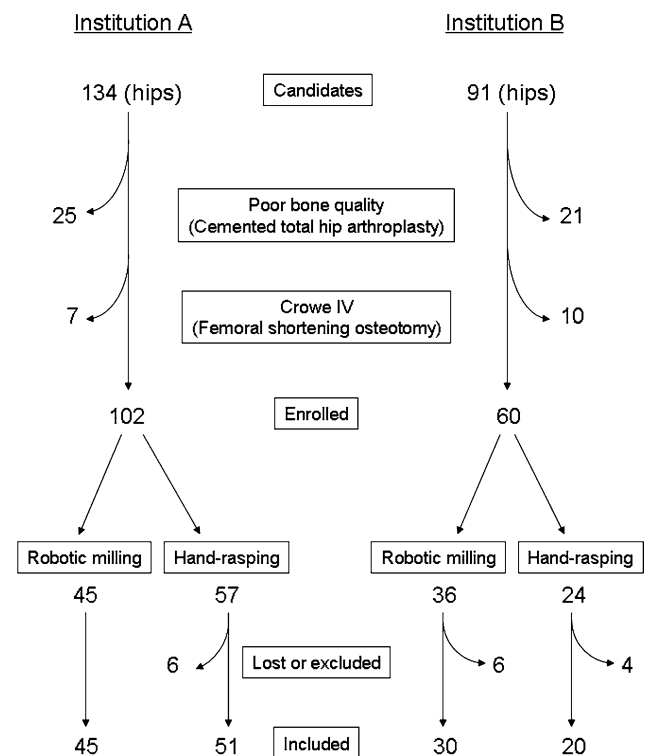 Institution A
Institution B
134 (hips)
Candidates
91 (hips)
25
Poor bone quality
(Cemented total hip arthroplasty)
21
7
Crowe IV
(Femoral shortening osteotomy)
10
102
Enrolled
60
Robotic milling
Hand-rasping
Robotic milling
Hand-rasping
45
57
36
24
6
Lost or excluded
6
4
45
51
Included
30
20